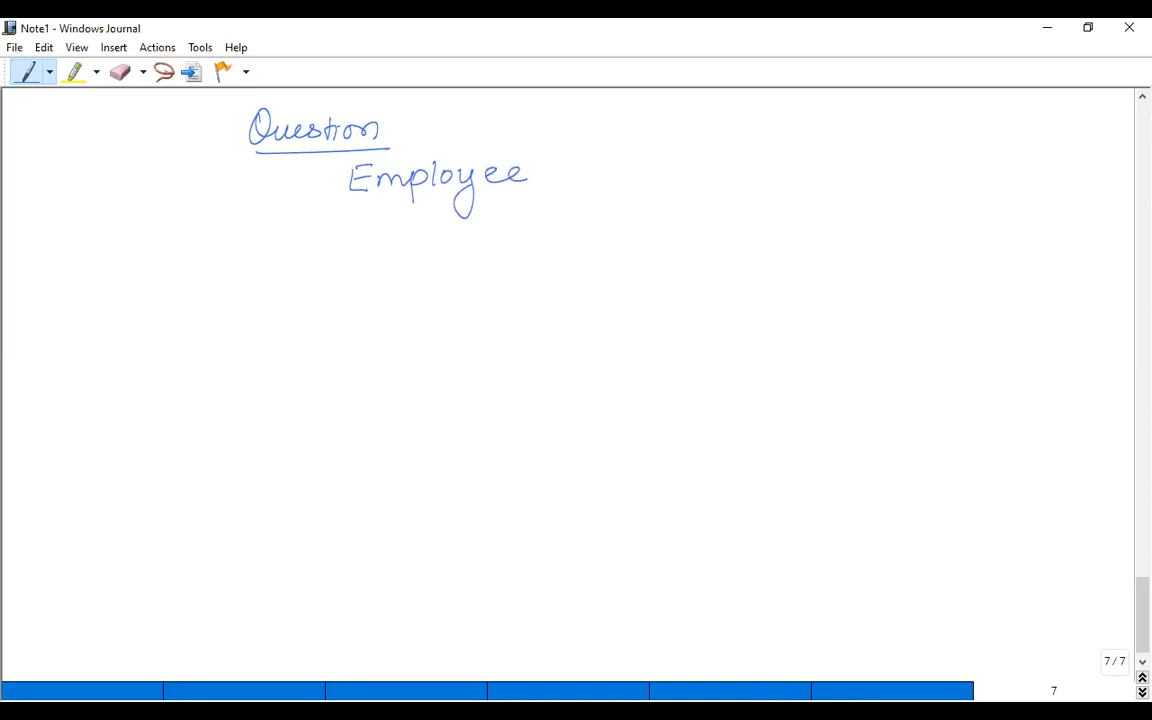 Note1 - Windows Journal
File Edit View Insert Actions Tools Help
Question
Employee
7 / 7
7